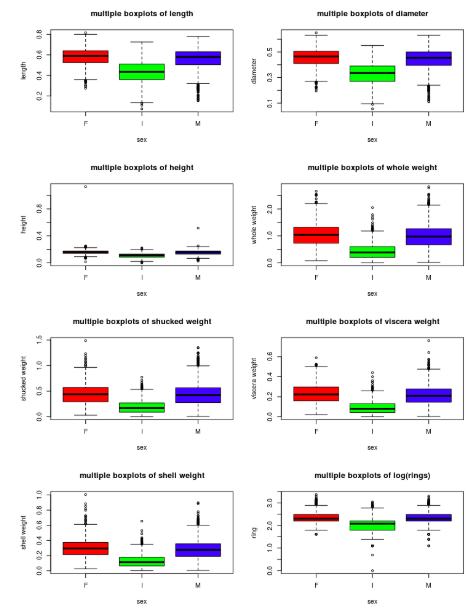 multiple boxplots of length
multiple boxplots of diameter
length
0.2 0.4 0.6 0.8
F I M
sex
diameter
0.1 0.3 0.5
F I M
sex
multiple boxplots of height
multiple boxplots of whole weight
height
0.0 0.4 0.8
F I M
sex
whole weight
0.0 1.0 2.0
F I M
sex
multiple boxplots of shucked weight
multiple boxplots of viscera weight
shucked weight
0.0 0.5 1.0 1.5
F I M
sex
viscera weight
0.0 0.2 0.4 0.6
F I M
sex
multiple boxplots of shell weight
multiple boxplots of log(rings)
shell weight
0.0 0.2 0.4 0.6 0.8 1.0
F I M
sex
ring
0.0 1.0 2.0 3.0
F I M
sex